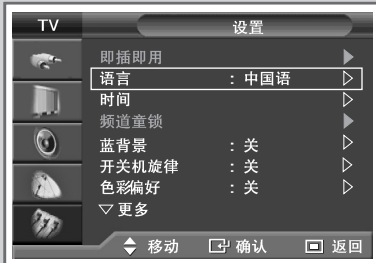 TV 设置
即插即用
语言 : 中国语
时间
频道童锁
蓝背景 : 关
开关机旋律 : 关
色彩偏好 : 关
▽更多
移动 确认 返回